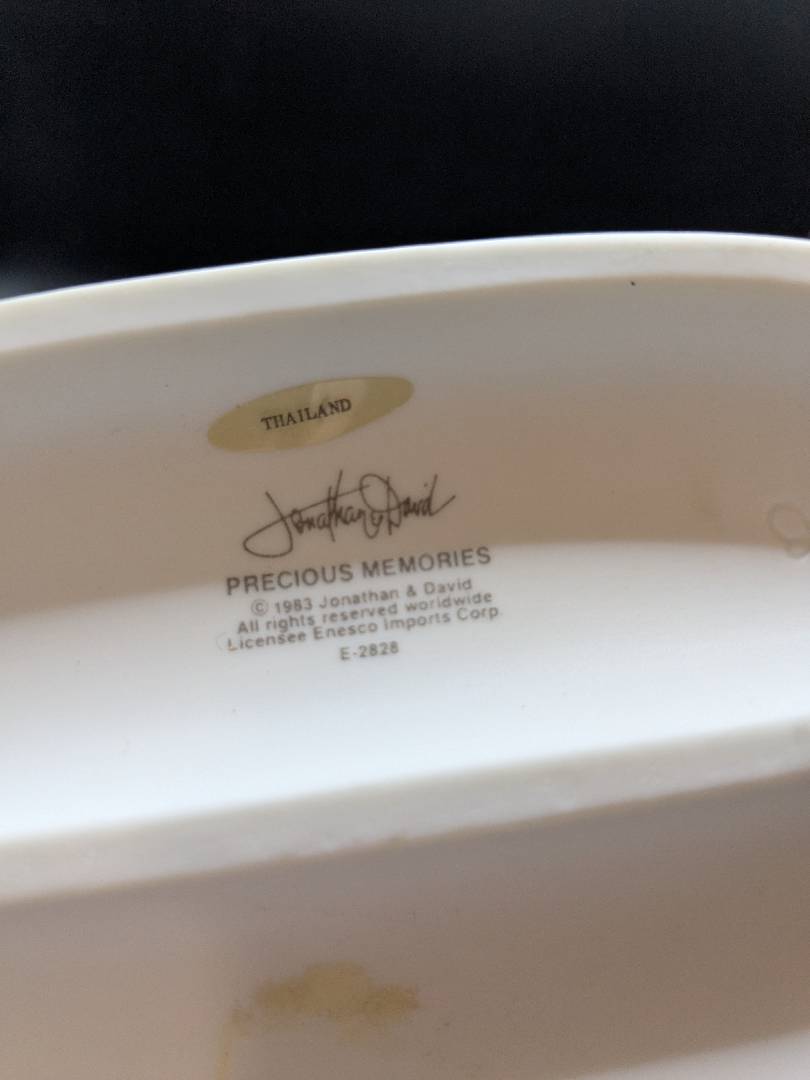 THAILAND
Jonathan & David
PRECIOUS MEMORIES
© 1983 Jonathan & David
All rights reserved worldwide
Licensee Enesco Imports Corp.
E-2828